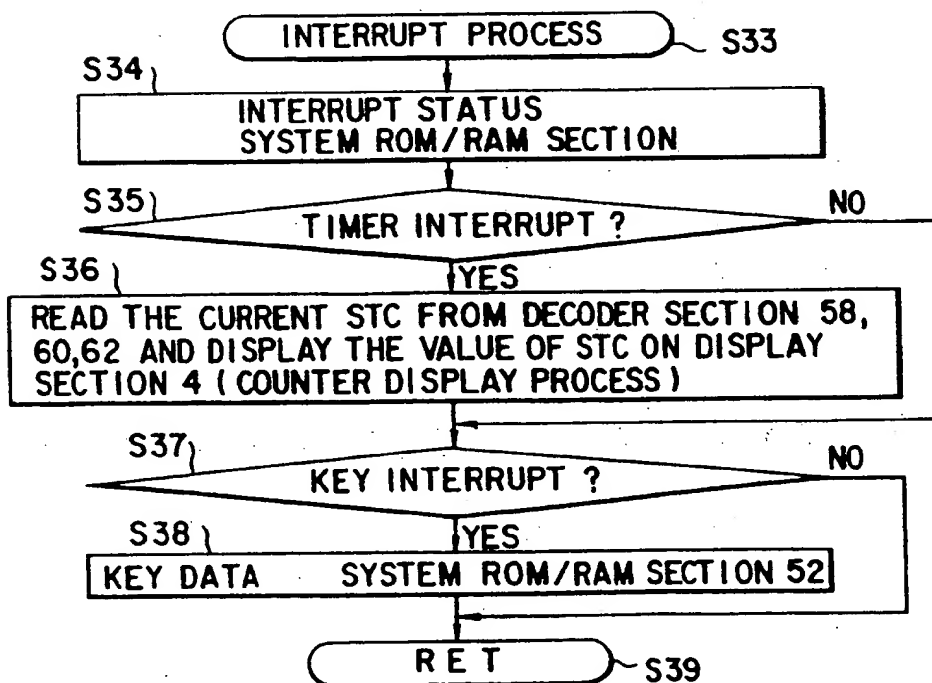 INTERRUPT PROCESS
S33
S34
INTERRUPT STATUS
SYSTEM ROM/RAM SECTION
S35
TIMER INTERRUPT ?
NO
YES
S36
READ THE CURRENT STC FROM DECODER SECTION 58,
60,62 AND DISPLAY THE VALUE OF STC ON DISPLAY
SECTION 4 (COUNTER DISPLAY PROCESS)
S37
KEY INTERRUPT ?
NO
YES
S38
KEY DATA SYSTEM ROM/RAM SECTION 52
RET
S39